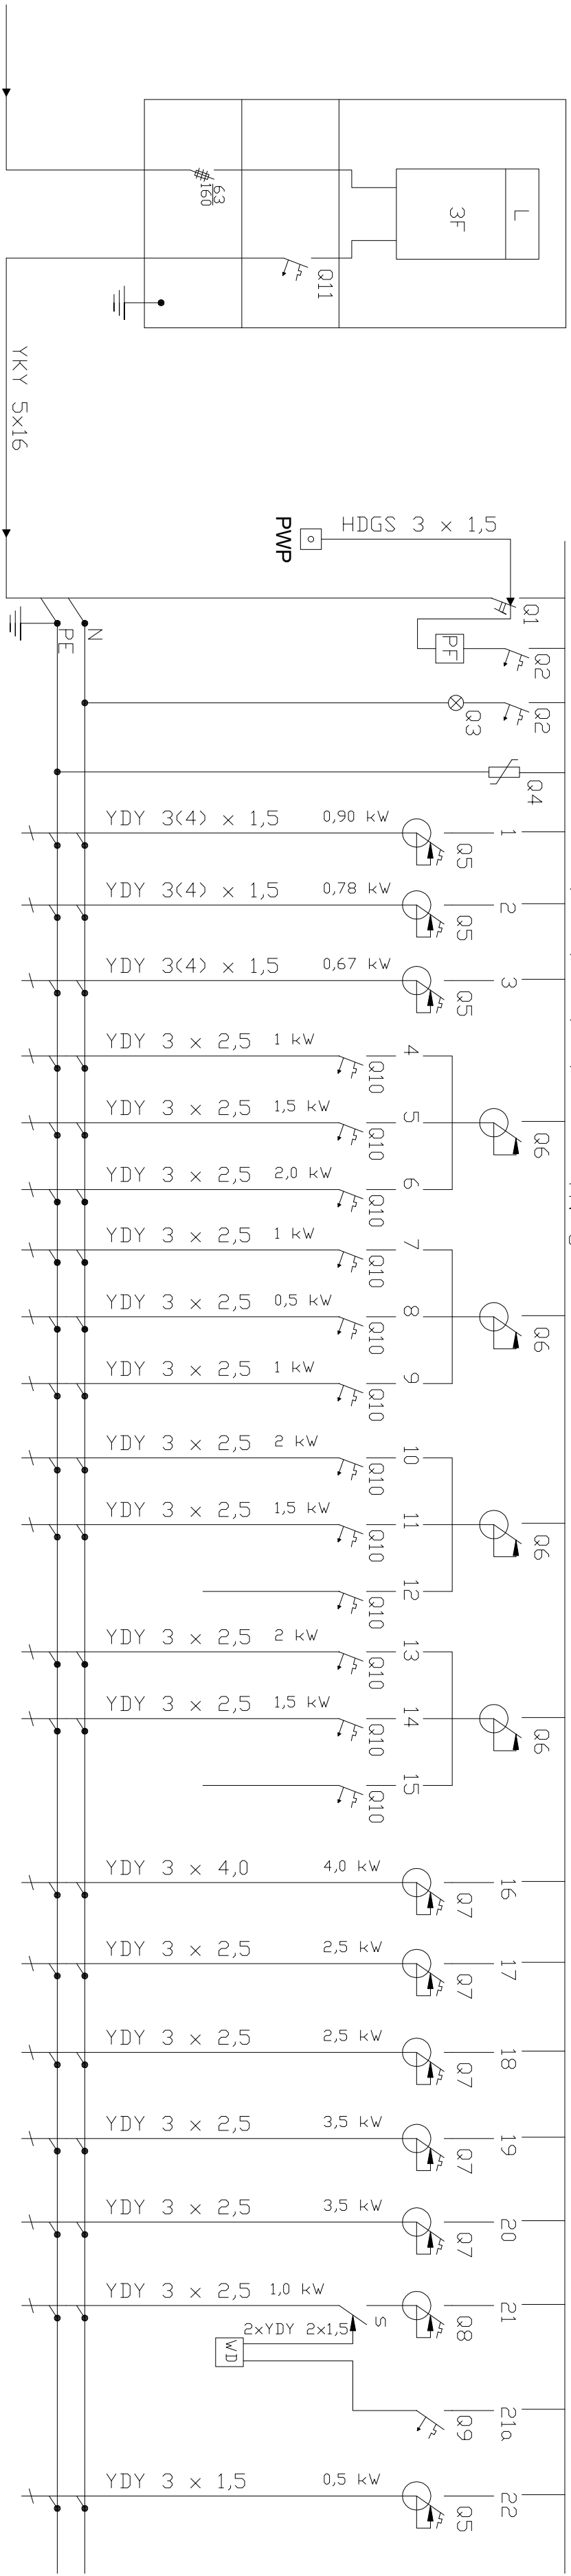 L
3F
63
160
Q11
YKY 5x16
HDGS 3 x 1,5
PWP
Q1
PF
Q2
N
PE
Q3
Q2
Q4
YDY 3(4) x 1,5 0,90 kW Q5 1
YDY 3(4) x 1,5 0,78 kW Q5 2
YDY 3(4) x 1,5 0,67 kW Q5 3
YDY 3 x 2,5 1 kW Q10 4
YDY 3 x 2,5 1,5 kW Q10 5 Q6
YDY 3 x 2,5 2,0 kW Q10 6
YDY 3 x 2,5 1 kW Q10 7
YDY 3 x 2,5 0,5 kW Q10 8 Q6
YDY 3 x 2,5 1 kW Q10 9
YDY 3 x 2,5 2 kW Q10 10
YDY 3 x 2,5 1,5 kW Q10 11 Q6
Q10 12
YDY 3 x 2,5 2 kW Q10 13
YDY 3 x 2,5 1,5 kW Q10 14 Q6
Q10 15
YDY 3 x 4,0 4,0 kW Q7 16
YDY 3 x 2,5 2,5 kW Q7 17
YDY 3 x 2,5 2,5 kW Q7 18
YDY 3 x 2,5 3,5 kW Q7 19
YDY 3 x 2,5 3,5 kW Q7 20
YDY 3 x 2,5 1,0 kW S Q8 21
2xYDY 2x1,5
WD
Q9 21a
YDY 3 x 1,5 0,5 kW Q5 22